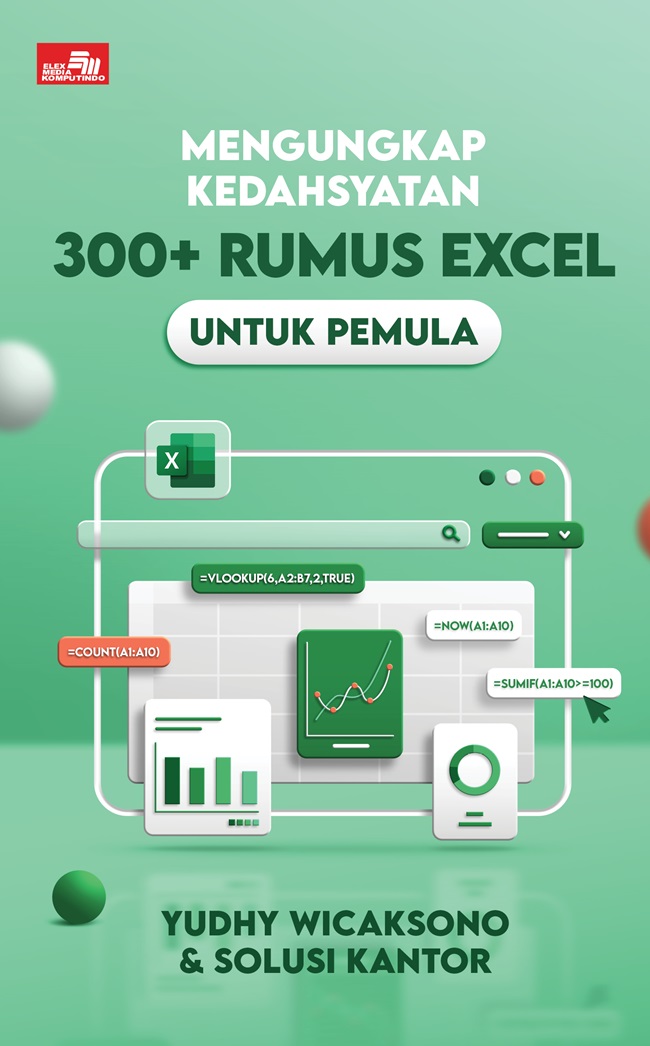 ELEX
MEDIA
KOMPUTINDO
MENGUNGKAP
KEDAHSYATAN
300+ RUMUS EXCEL
UNTUK PEMULA
X
=VLOOKUP(6,A2:B7,2,TRUE)
=NOW(A1:A10)
=COUNT(A1:A10)
=SUMIF(A1:A10>=100)
YUDHY WICAKSONO
& SOLUSI KANTOR